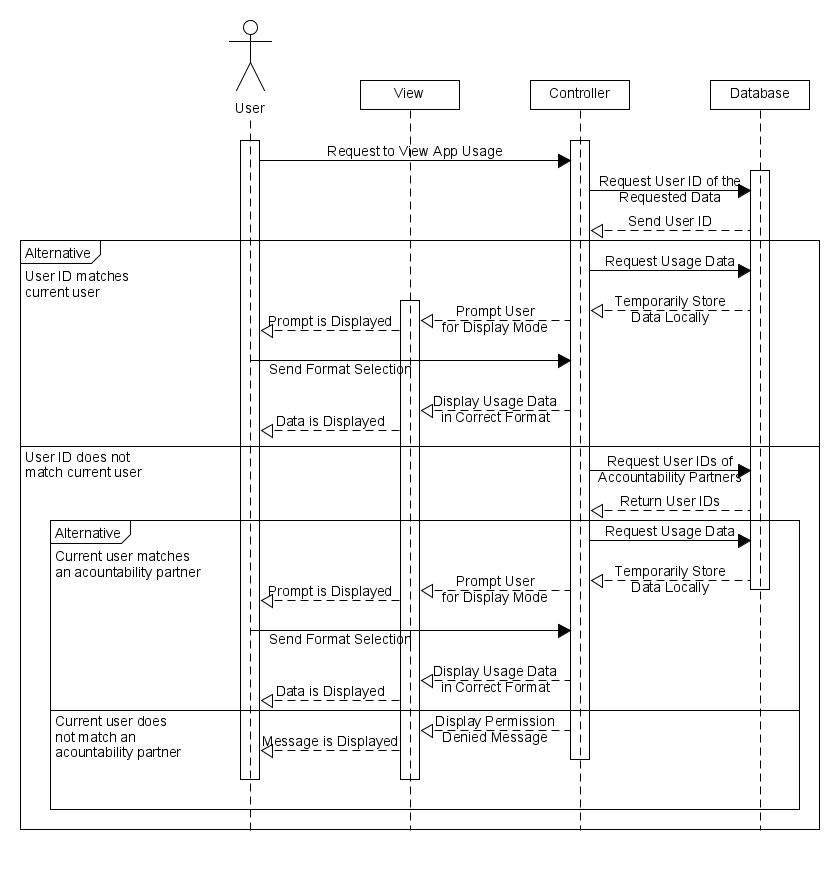 User
View
Controller
Database
Request to View App Usage
Request User ID of the
Requested Data
Send User ID
Alternative
User ID matches
current user
Request Usage Data
Temporarily Store
Data Locally
Prompt User
for Display Mode
Prompt is Displayed
Send Format Selection
Display Usage Data
in Correct Format
Data is Displayed
User ID does not
match current user
Request User IDs of
Accountability Partners
Return User IDs
Alternative
Current user matches
an acountability partner
Request Usage Data
Temporarily Store
Data Locally
Prompt User
for Display Mode
Prompt is Displayed
Send Format Selection
Display Usage Data
in Correct Format
Data is Displayed
Current user does
not match an
acountability partner
Display Permission
Denied Message
Message is Displayed